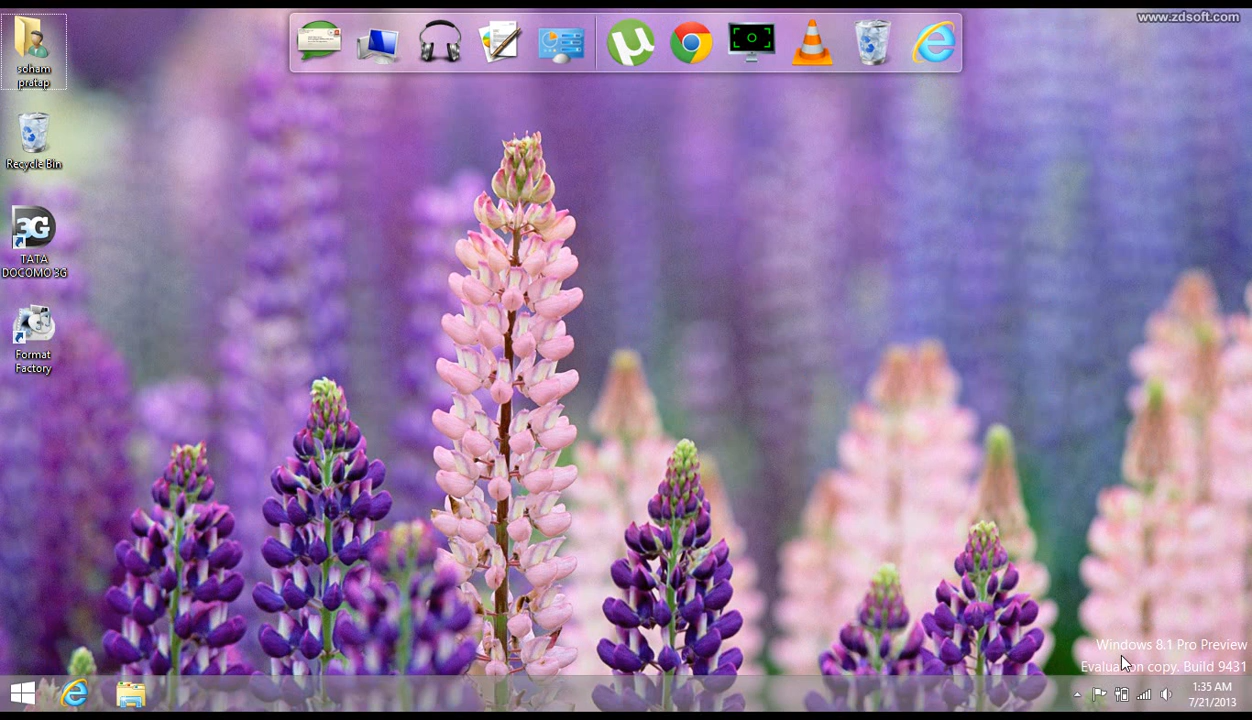 www.zdsoft.com
soham
pratap
Recycle Bin
3G
TATA
DOCOMO 3G
Format
Factory
Windows 8.1 Pro Preview
Evaluation copy. Build 9431
1:35 AM
7/21/2013